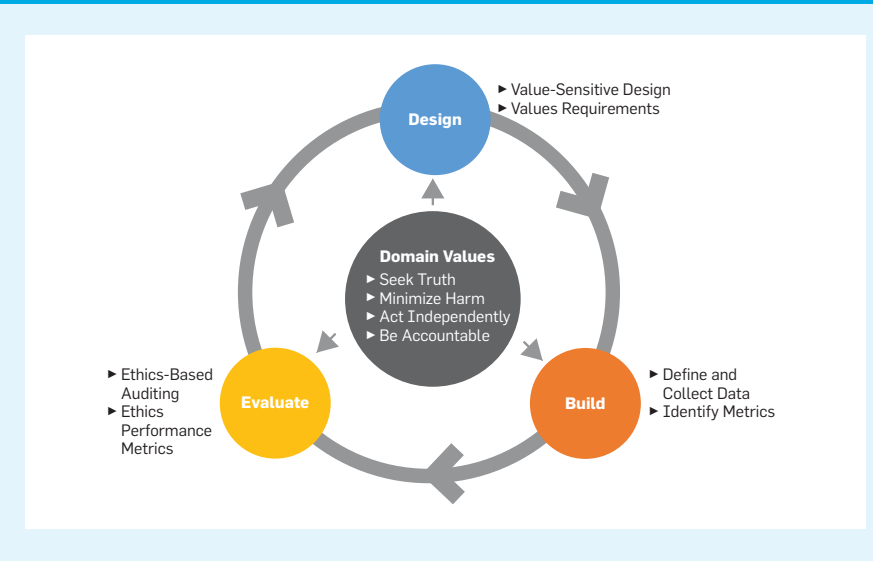 Design
► Value-Sensitive Design
► Values Requirements
Domain Values
► Seek Truth
► Minimize Harm
► Act Independently
► Be Accountable
► Ethics-Based
Auditing
► Ethics
Performance
Metrics
Evaluate
Build
► Define and
Collect Data
► Identify Metrics